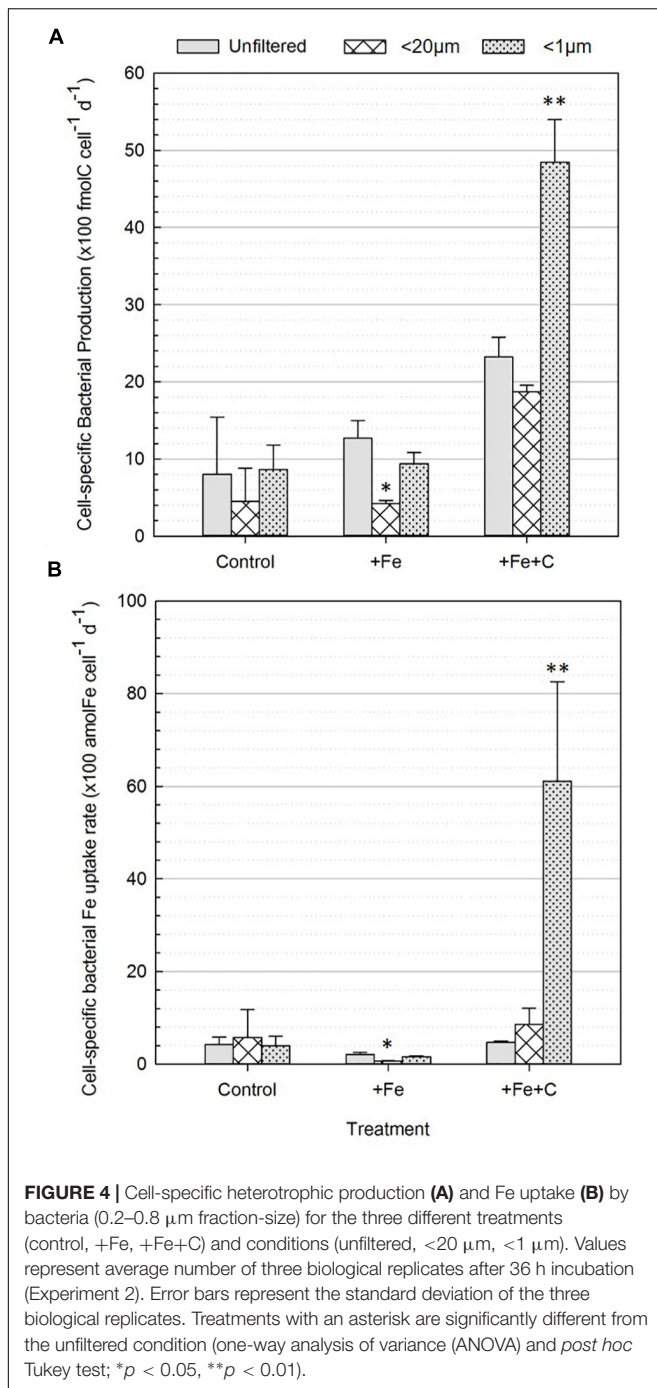 A
Unfiltered <20μm <1μm
Cell-specific Bacterial Production (x100 fmolC cell⁻¹ d⁻¹)
60
50
40
30
20
10
0
*
**
Control +Fe +Fe+C
B
Cell-specific bacterial Fe uptake rate (x100 amolFe cell⁻¹ d⁻¹)
100
80
60
40
20
0
*
**
Control +Fe +Fe+C
Treatment
FIGURE 4 | Cell-specific heterotrophic production (A) and Fe uptake (B) by
bacteria (0.2–0.8 μm fraction-size) for the three different treatments
(control, +Fe, +Fe+C) and conditions (unfiltered, <20 μm, <1 μm). Values
represent average number of three biological replicates after 36 h incubation
(Experiment 2). Error bars represent the standard deviation of the three
biological replicates. Treatments with an asterisk are significantly different from
the unfiltered condition (one-way analysis of variance (ANOVA) and post hoc
Tukey test; *p < 0.05, **p < 0.01).